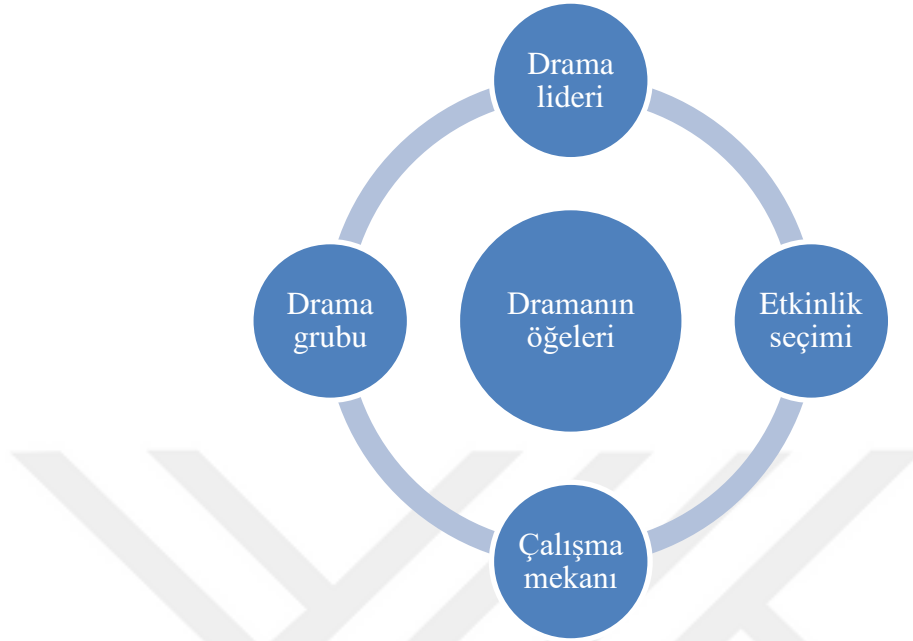 Drama
lideri
Drama
grubu
Dramanın
öğeleri
Etkinlik
seçimi
Çalışma
mekanı